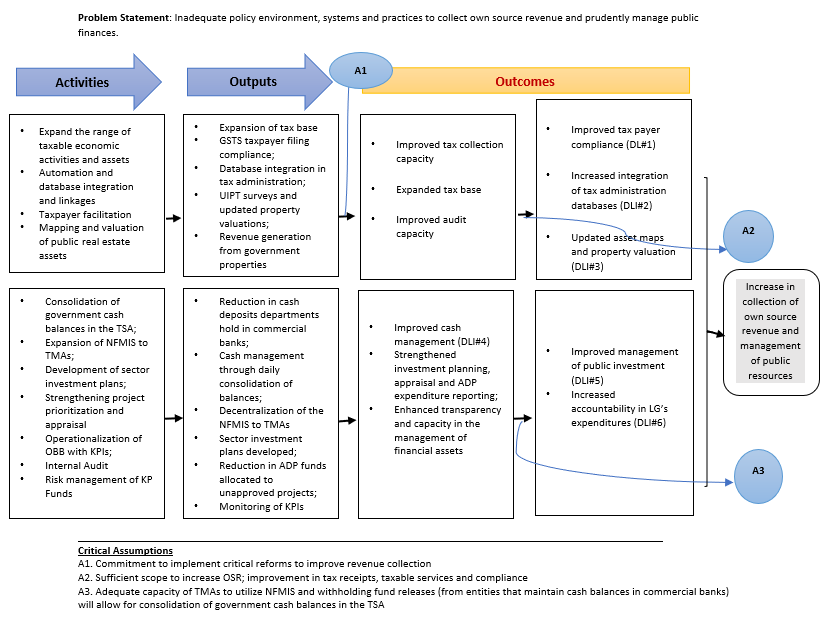 Problem Statement: Inadequate policy environment, systems and practices to collect own source revenue and prudently manage public
finances.
Activities
Outputs
A1
Outcomes
• Expand the range of
taxable economic
activities and assets
• Automation and
database integration
and linkages
• Taxpayer facilitation
• Mapping and valuation
of public real estate
assets
• Expansion of tax base
• GSTS taxpayer filing
compliance;
• Database integration in
tax administration;
• UIPT surveys and
updated property
valuations;
• Revenue generation
from government
properties
• Improved tax collection
capacity
• Expanded tax base
• Improved audit
capacity
• Improved tax payer
compliance (DL#1)
• Increased integration
of tax administration
databases (DLI#2)
• Updated asset maps
and property valuation
(DLI#3)
A2
Increase in
collection of
own source
revenue and
management
of public
resources
• Consolidation of
government cash
balances in the TSA;
• Expansion of NFMIS to
TMAs;
• Development of sector
investment plans;
• Strengthening project
prioritization and
appraisal
• Operationalization of
OBB with KPIs;
• Internal Audit
• Risk management of KP
Funds
• Reduction in cash
deposits departments
hold in commercial
banks;
• Cash management
through daily
consolidation of
balances;
• Decentralization of the
NFMIS to TMAs
• Sector investment
plans developed;
• Reduction in ADP funds
allocated to
unapproved projects;
• Monitoring of KPIs
• Improved cash
management (DLI#4)
• Strengthened
investment planning,
appraisal and ADP
expenditure reporting;
• Enhanced transparency
and capacity in the
management of
financial assets
• Improved management
of public investment
(DLI#5)
• Increased
accountability in LG's
expenditures (DLI#6)
A3
Critical Assumptions
A1. Commitment to implement critical reforms to improve revenue collection
A2. Sufficient scope to increase OSR; improvement in tax receipts, taxable services and compliance
A3. Adequate capacity of TMAs to utilize NFMIS and withholding fund releases (from entities that maintain cash balances in commercial banks)
will allow for consolidation of government cash balances in the TSA